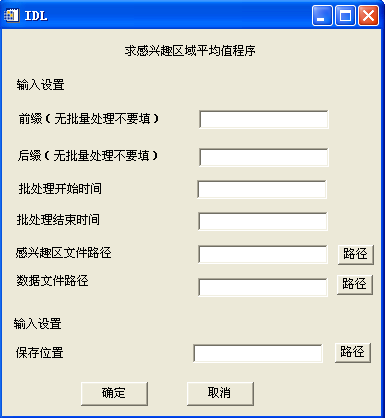 IDL
求感兴趣区域平均值程序
输入设置
前缀（无批量处理不要填）
后缀（无批量处理不要填）
批处理开始时间
批处理结束时间
感兴趣区文件路径 路径
数据文件路径 路径
输入设置
保存位置 路径
确定 取消